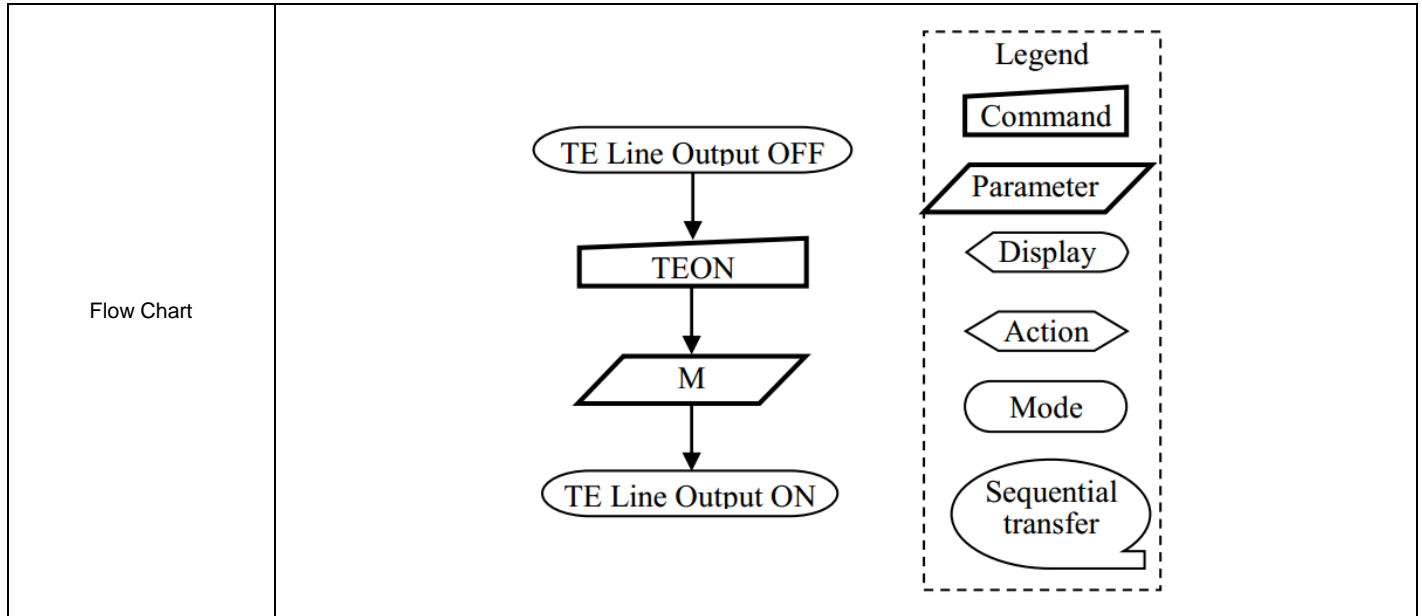 Flow Chart
TE Line Output OFF
TEON
M
TE Line Output ON
Legend
Command
Parameter
Display
Action
Mode
Sequential
transfer